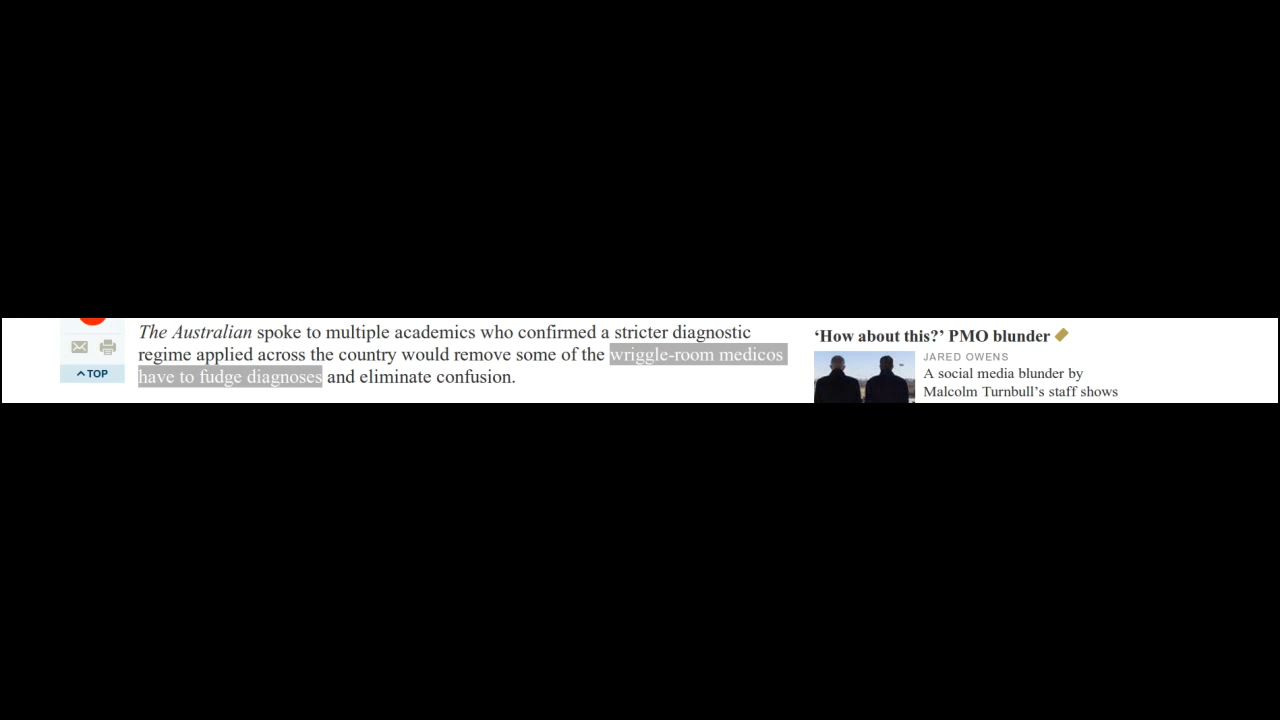 The Australian spoke to multiple academics who confirmed a stricter diagnostic
regime applied across the country would remove some of the wriggle-room medicos
have to fudge diagnoses and eliminate confusion.
TOP
‘How about this?’ PMO blunder
JARED OWENS
A social media blunder by
Malcolm Turnbull’s staff shows